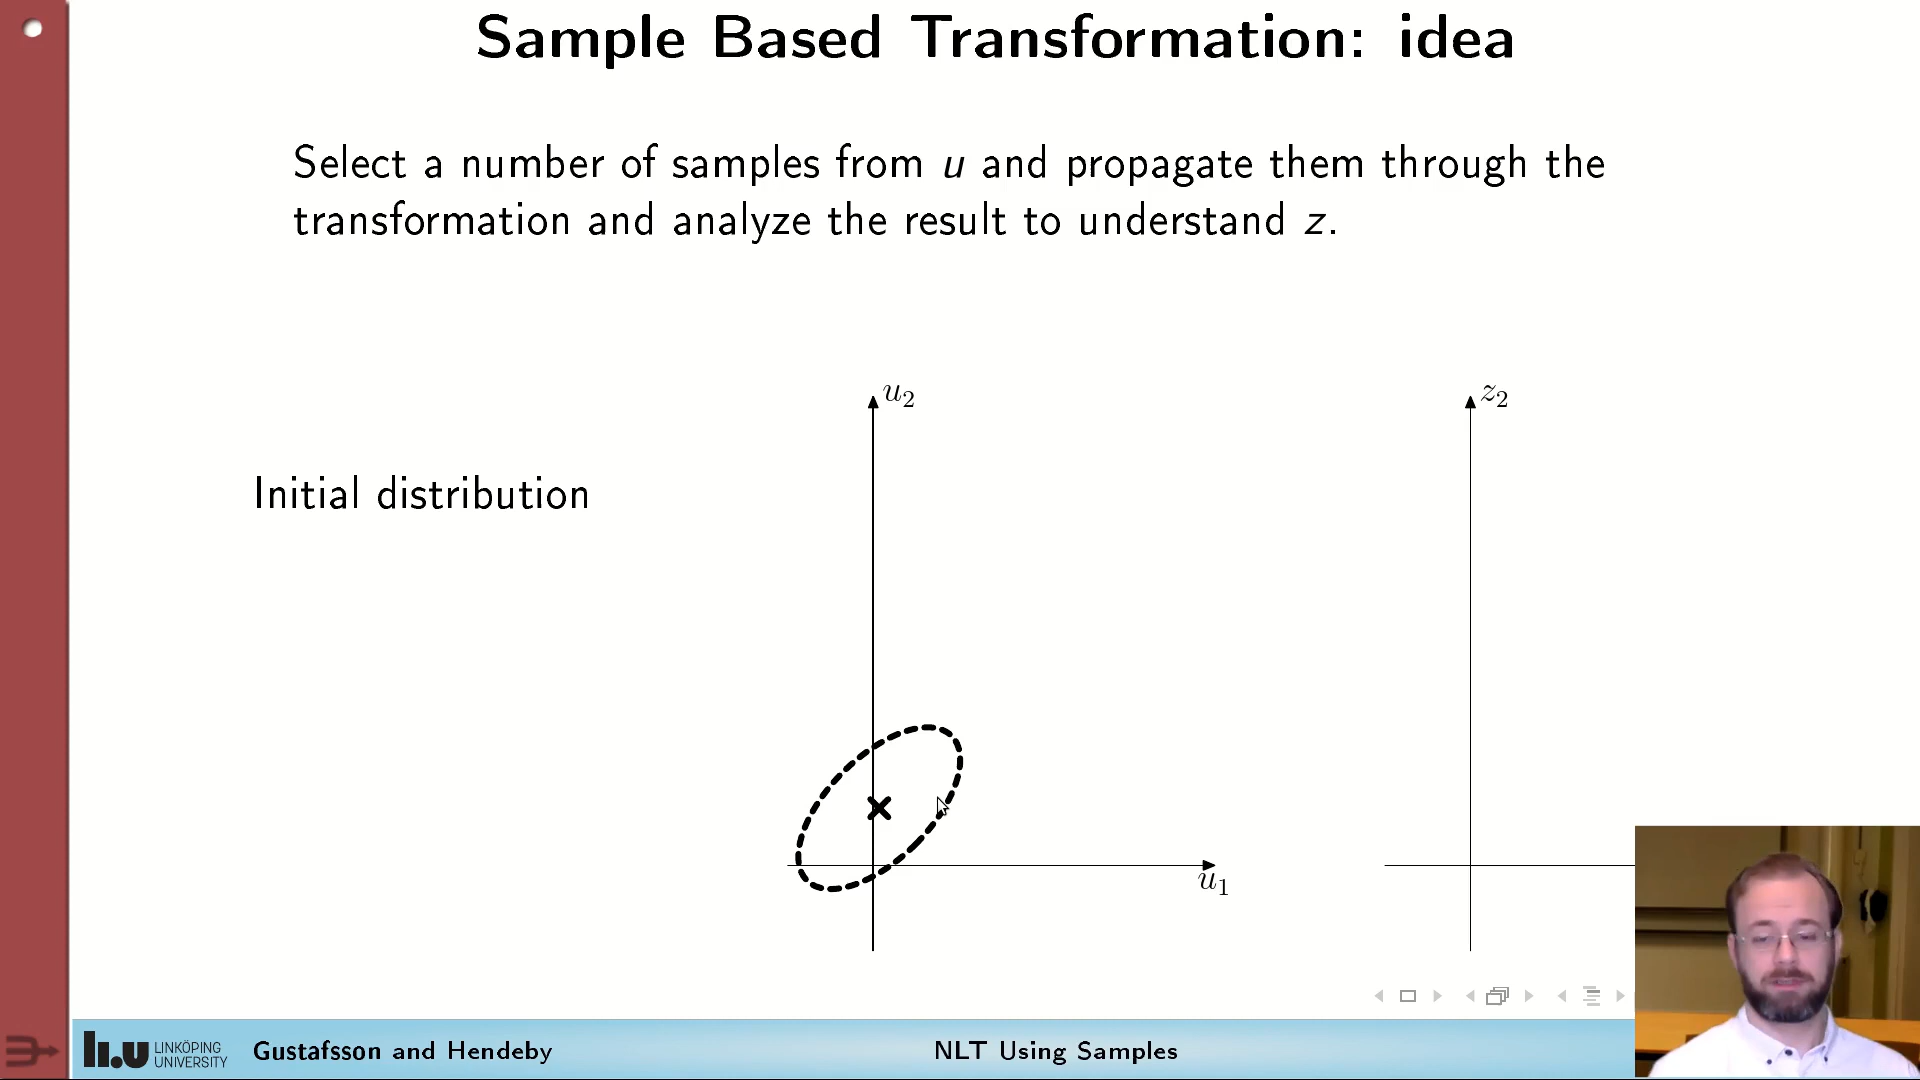 Sample Based Transformation: idea
Select a number of samples from u and propagate them through the
transformation and analyze the result to understand z.
u₂
z₂
Initial distribution
u₁
LINKÖPING
UNIVERSITY
li.u
Gustafsson and Hendeby
NLT Using Samples